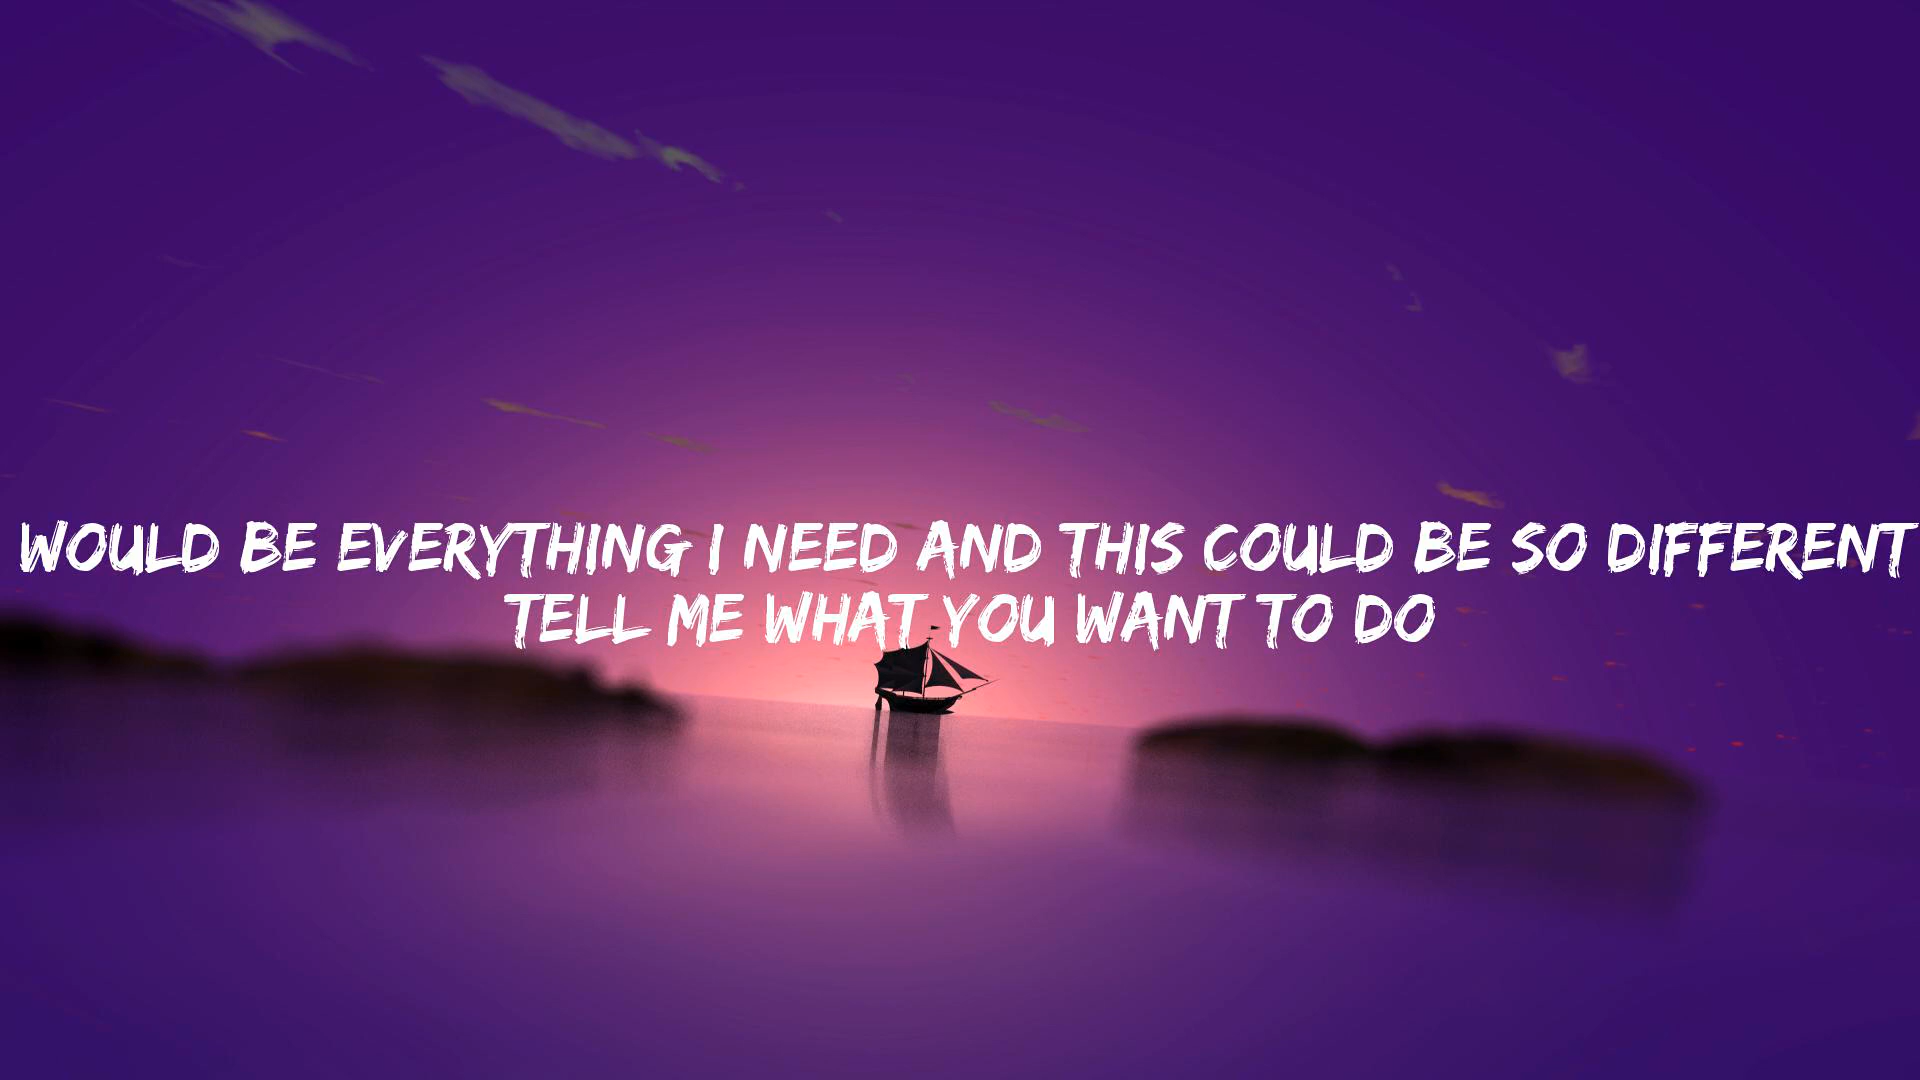 WOULD BE EVERYTHING I NEED AND THIS COULD BE SO DIFFERENT
TELL ME WHAT YOU WANT TO DO